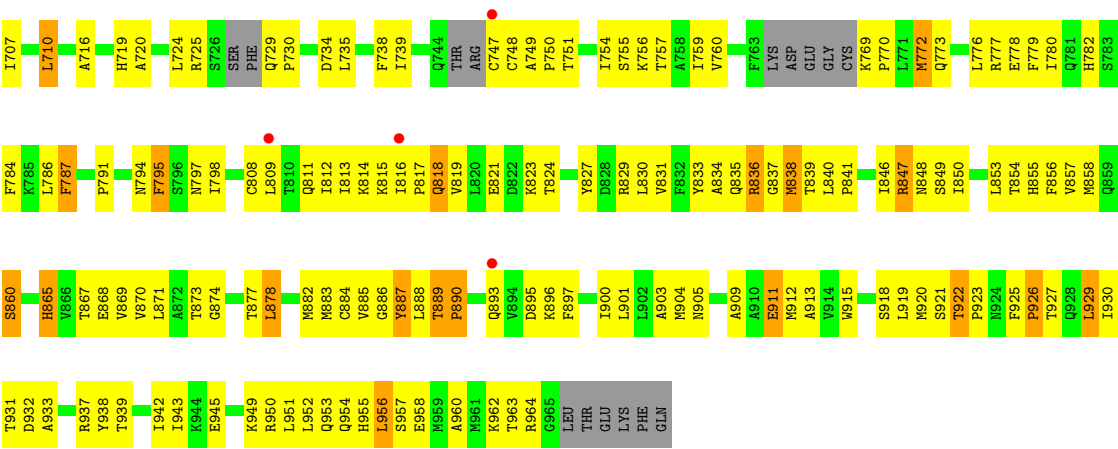 I707 L710 A716 H719 A720 L724 R725 S726 SER PHE Q729 P730 D734 L735 F738 I739 Q744 THR ARG C747 C748 A749 P750 T751 I754 S755 K756 T757 A758 I759 V760 F763 LYS ASP GLU GLY CYS K769 P770 L771 M772 Q773 L776 R777 E778 F779 I780 Q781 H782 S783
F784 K785 L786 F787 P791 N794 F795 S796 N797 I798 C808 L809 T810 Q811 I812 I813 K814 K815 I816 P817 Q818 V819 L820 E821 D822 K823 T824 Y827 D828 R829 L830 V831 F832 Y833 A834 Q835 R836 G837 M838 T839 L840 P841 I846 R847 N848 S849 I850 L853 T854 H855 F856 V857 M858 Q859
S860 H865 V866 T867 E868 V869 V870 L871 A872 T873 G874 T877 L878 M882 M883 C884 V885 G886 Y887 L888 T889 P890 Q893 V894 D895 K896 F897 I900 L901 L902 A903 M904 N905 A909 A910 E911 M912 A913 V914 W915 S918 L919 M920 S921 T922 P923 N924 F925 P926 T927 Q928 L929 I930
T931 D932 A933 R937 Y938 T939 I942 I943 K944 E945 K949 R950 L951 L952 Q953 Q954 H955 L956 S957 E958 M959 A960 M961 K962 T963 R964 G965 LEU THR GLU LYS PHE GLN